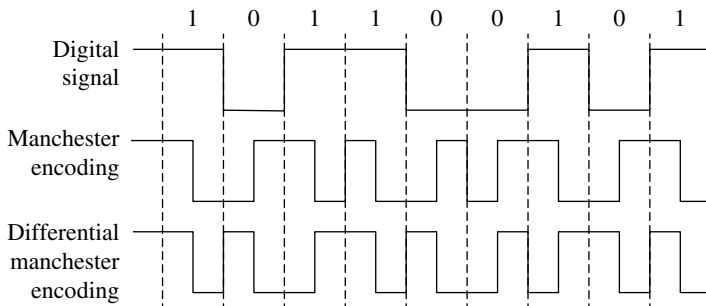 1 0 1 1 0 0 1 0 1
Digital
signal
Manchester
encoding
Differential
manchester
encoding